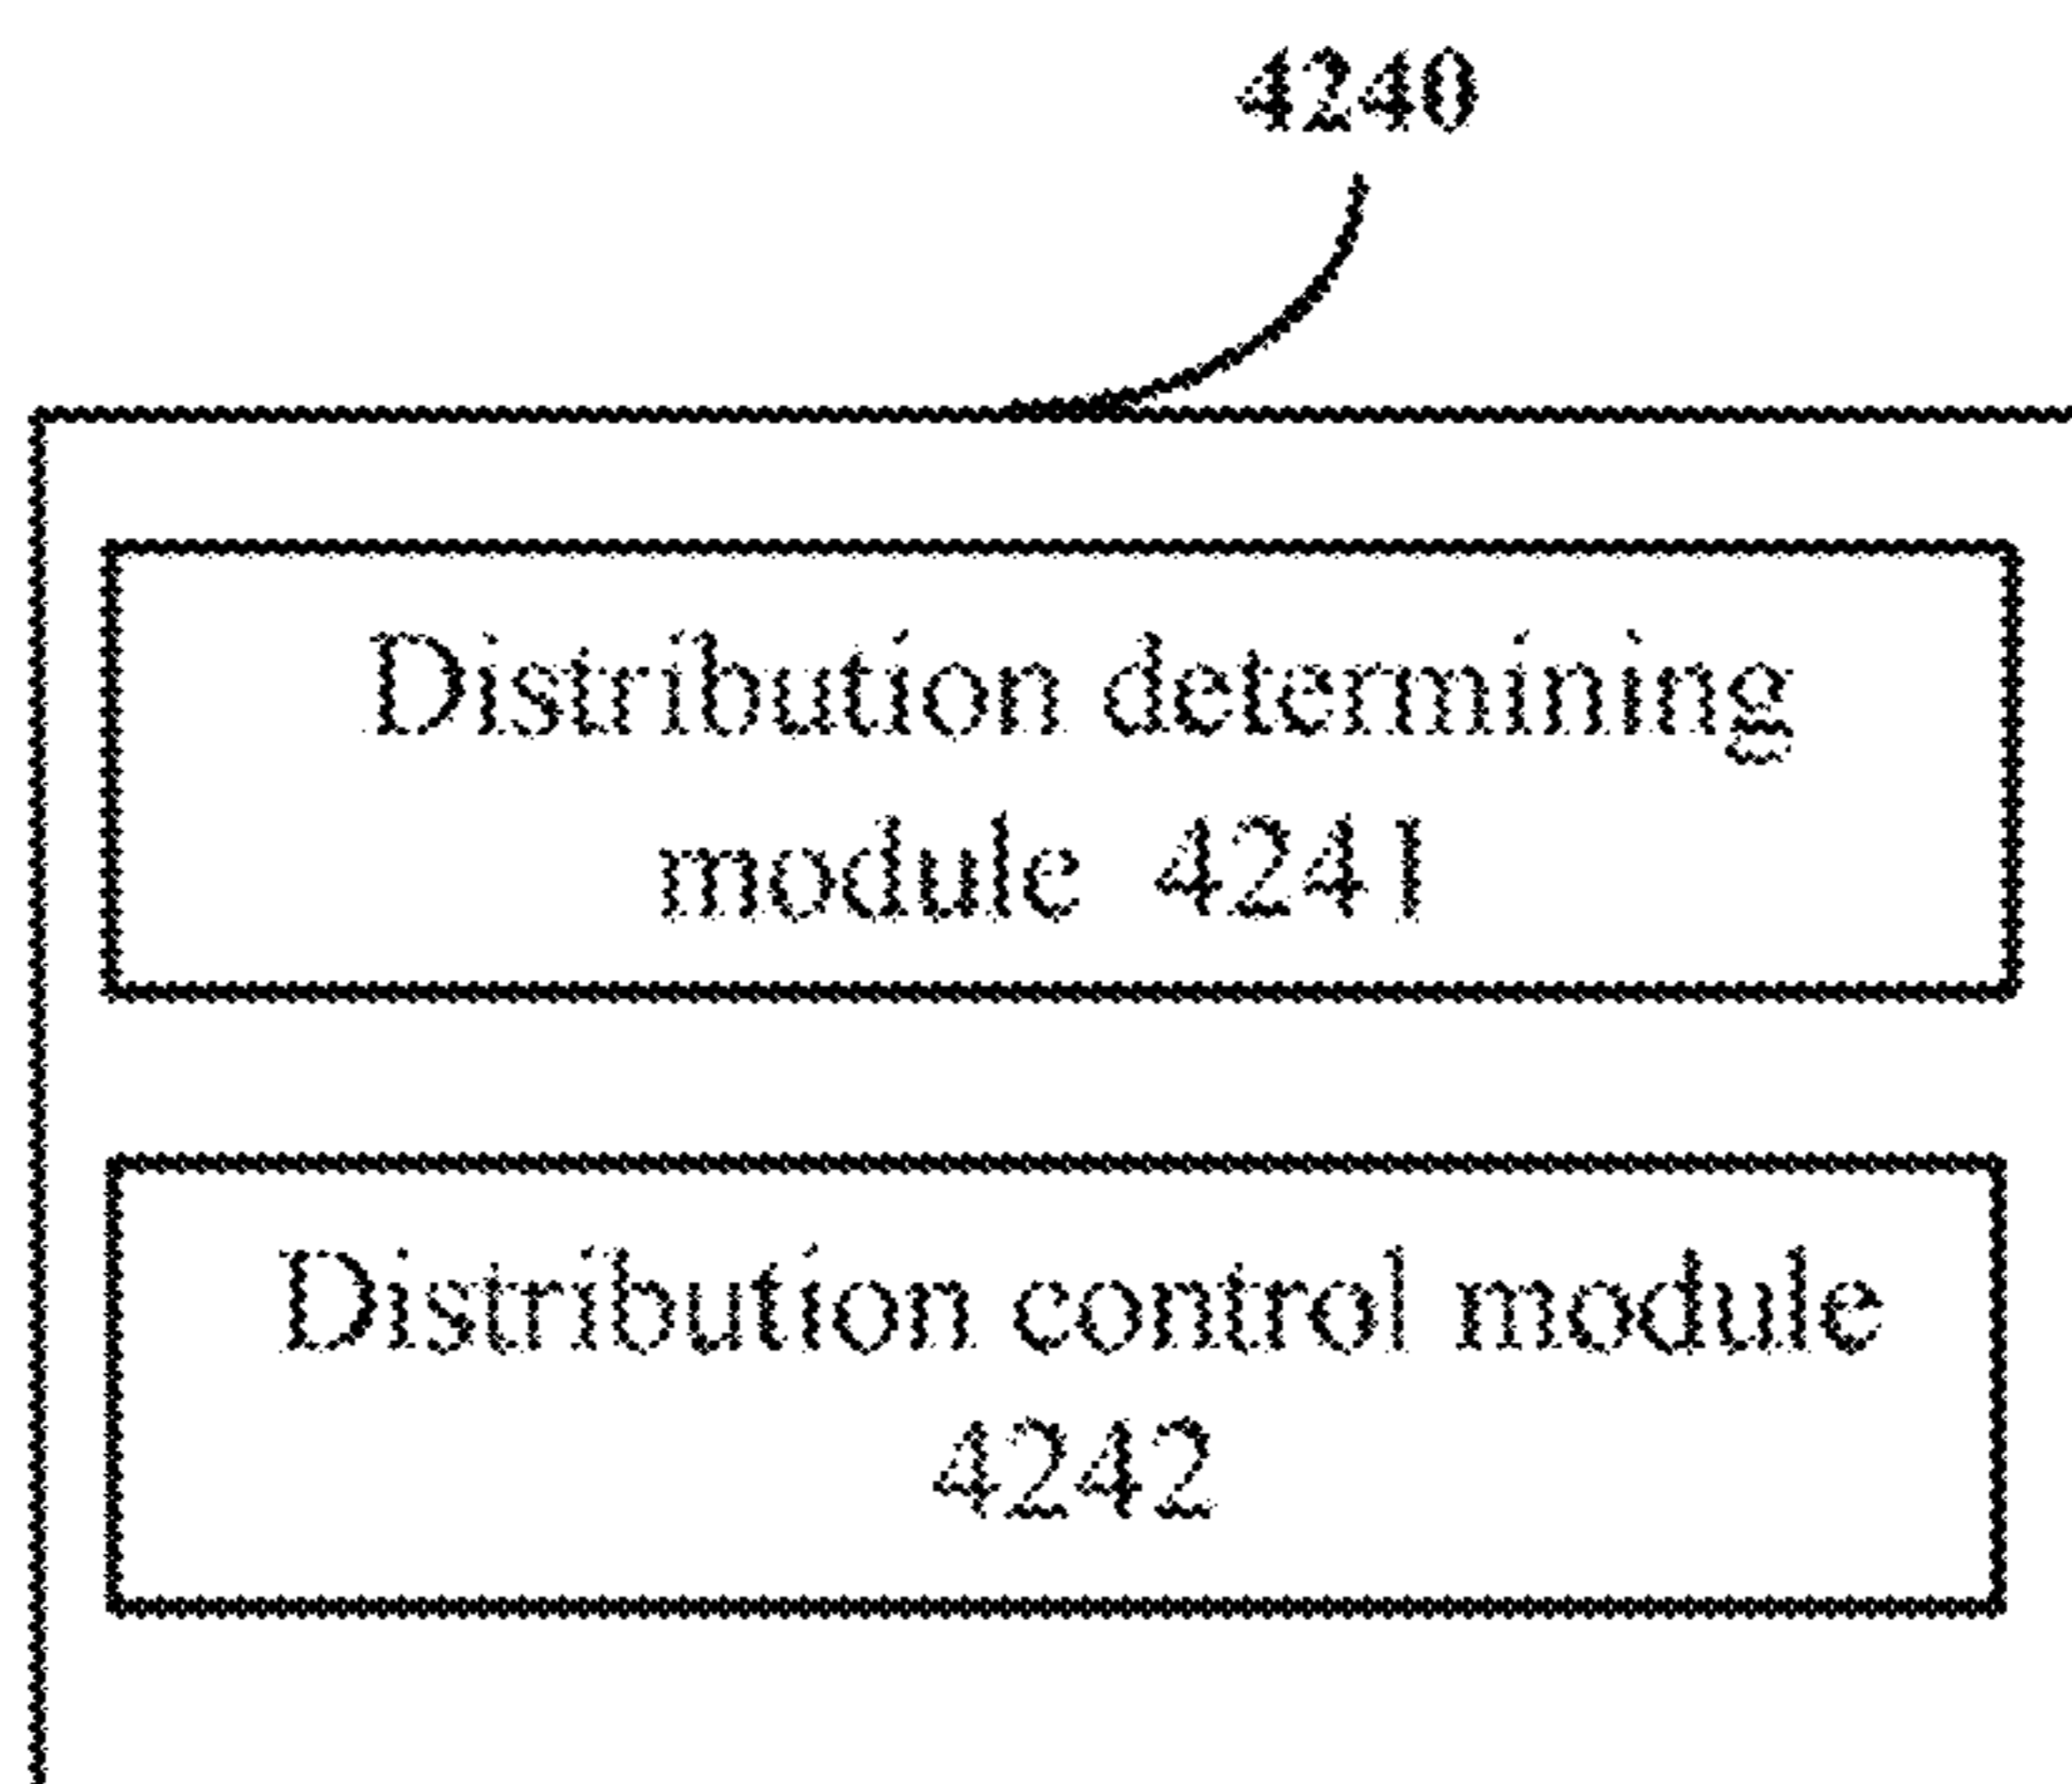 4240
Distribution determining
module 4241
Distribution control module
4242